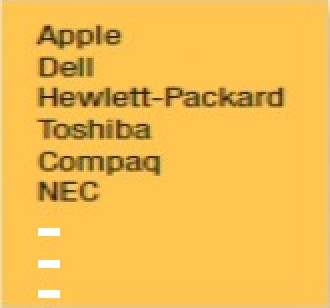 Apple
Dell
Hewlett-Packard
Toshiba
Compaq
NEC